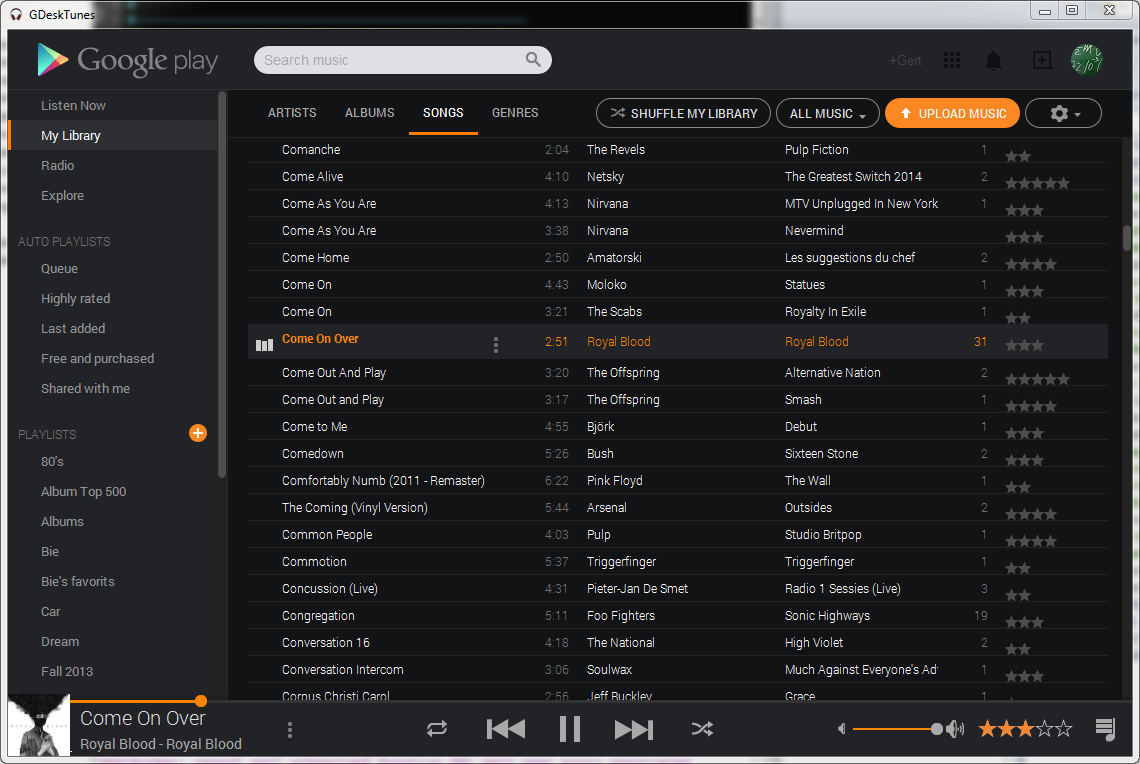 GDeskTunes
Google play
Search music
+Gert
Listen Now
My Library
Radio
Explore
AUTO PLAYLISTS
Queue
Highly rated
Last added
Free and purchased
Shared with me
PLAYLISTS
80's
Album Top 500
Albums
Bie
Bie's favorits
Car
Dream
Fall 2013
ARTISTS ALBUMS SONGS GENRES SHUFFLE MY LIBRARY ALL MUSIC UPLOAD MUSIC
Comanche 2:04 The Revels Pulp Fiction 1
Come Alive 4:10 Netsky The Greatest Switch 2014 2
Come As You Are 4:13 Nirvana MTV Unplugged In New York 1
Come As You Are 3:38 Nirvana Nevermind
Come Home 2:50 Amatorski Les suggestions du chef 2
Come On 4:43 Moloko Statues 1
Come On 3:21 The Scabs Royalty In Exile 1
Come On Over 2:51 Royal Blood Royal Blood 31
Come Out And Play 3:20 The Offspring Alternative Nation 2
Come Out and Play 3:17 The Offspring Smash 1
Come to Me 4:55 Björk Debut 1
Comedown 5:26 Bush Sixteen Stone 2
Comfortably Numb (2011 - Remaster) 6:22 Pink Floyd The Wall 1
The Coming (Vinyl Version) 5:44 Arsenal Outsides 2
Common People 4:03 Pulp Studio Britpop 1
Commotion 5:37 Triggerfinger Triggerfinger 1
Concussion (Live) 4:31 Pieter-Jan De Smet Radio 1 Sessies (Live) 3
Congregation 5:11 Foo Fighters Sonic Highways 19
Conversation 16 4:18 The National High Violet 2
Conversation Intercom 3:06 Soulwax Much Against Everyone's Ad
Corpus Christi Carol 2:56 Jeff Buckley Grace 1
Come On Over
Royal Blood - Royal Blood